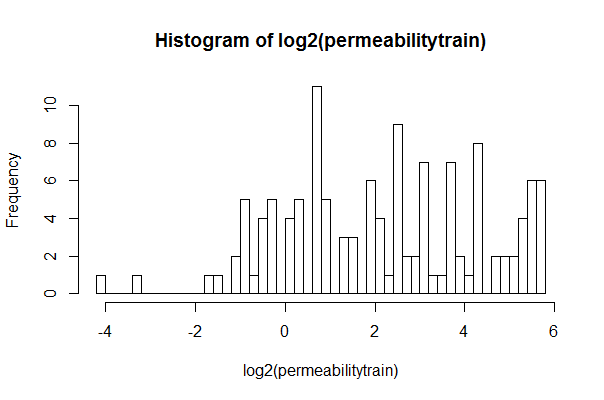 Histogram of log2(permeabilitytrain)
Frequency
10
8
6
4
2
0
-4 -2 0 2 4 6
log2(permeabilitytrain)